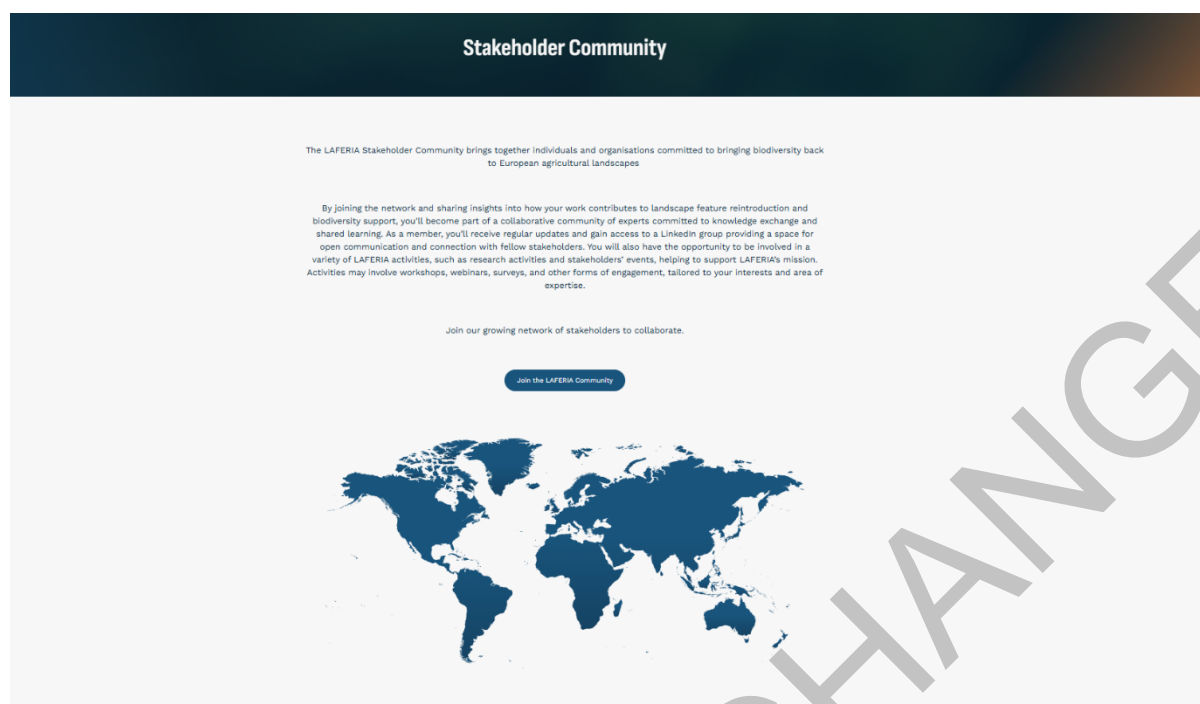 Stakeholder Community
The LAFERIA Stakeholder Community brings together individuals and organisations committed to bringing biodiversity back
to European agricultural landscapes
By joining the network and sharing insights into how your work contributes to landscape feature reintroduction and
biodiversity support, you'll become part of a collaborative community of experts committed to knowledge exchange and
shared learning. As a member, you'll receive regular updates and gain access to a LinkedIn group providing a space for
open communication and connection with fellow stakeholders. You will also have the opportunity to be involved in a
variety of LAFERIA activities, such as research activities and stakeholders' events, helping to support LAFERIA's mission.
Activities may involve workshops, webinars, surveys, and other forms of engagement, tailored to your interests and area of
expertise.
Join our growing network of stakeholders to collaborate.
Join the LAFERIA Community